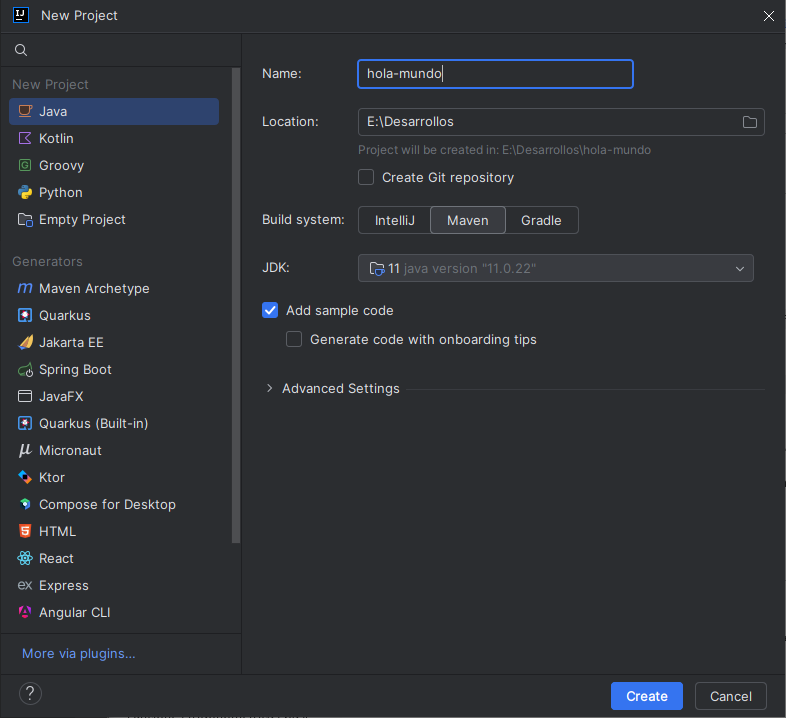 New Project
New Project
Java
Kotlin
Groovy
Python
Empty Project
Generators
Maven Archetype
Quarkus
Jakarta EE
Spring Boot
JavaFX
Quarkus (Built-in)
Micronaut
Ktor
Compose for Desktop
HTML
React
Express
Angular CLI
More via plugins...
Name: hola-mundo
Location: E:\Desarrollos
Project will be created in: E:\Desarrollos\hola-mundo
Create Git repository
Build system: IntelliJ Maven Gradle
JDK: 11 java version "11.0.22"
Add sample code
Generate code with onboarding tips
Advanced Settings
? Create Cancel